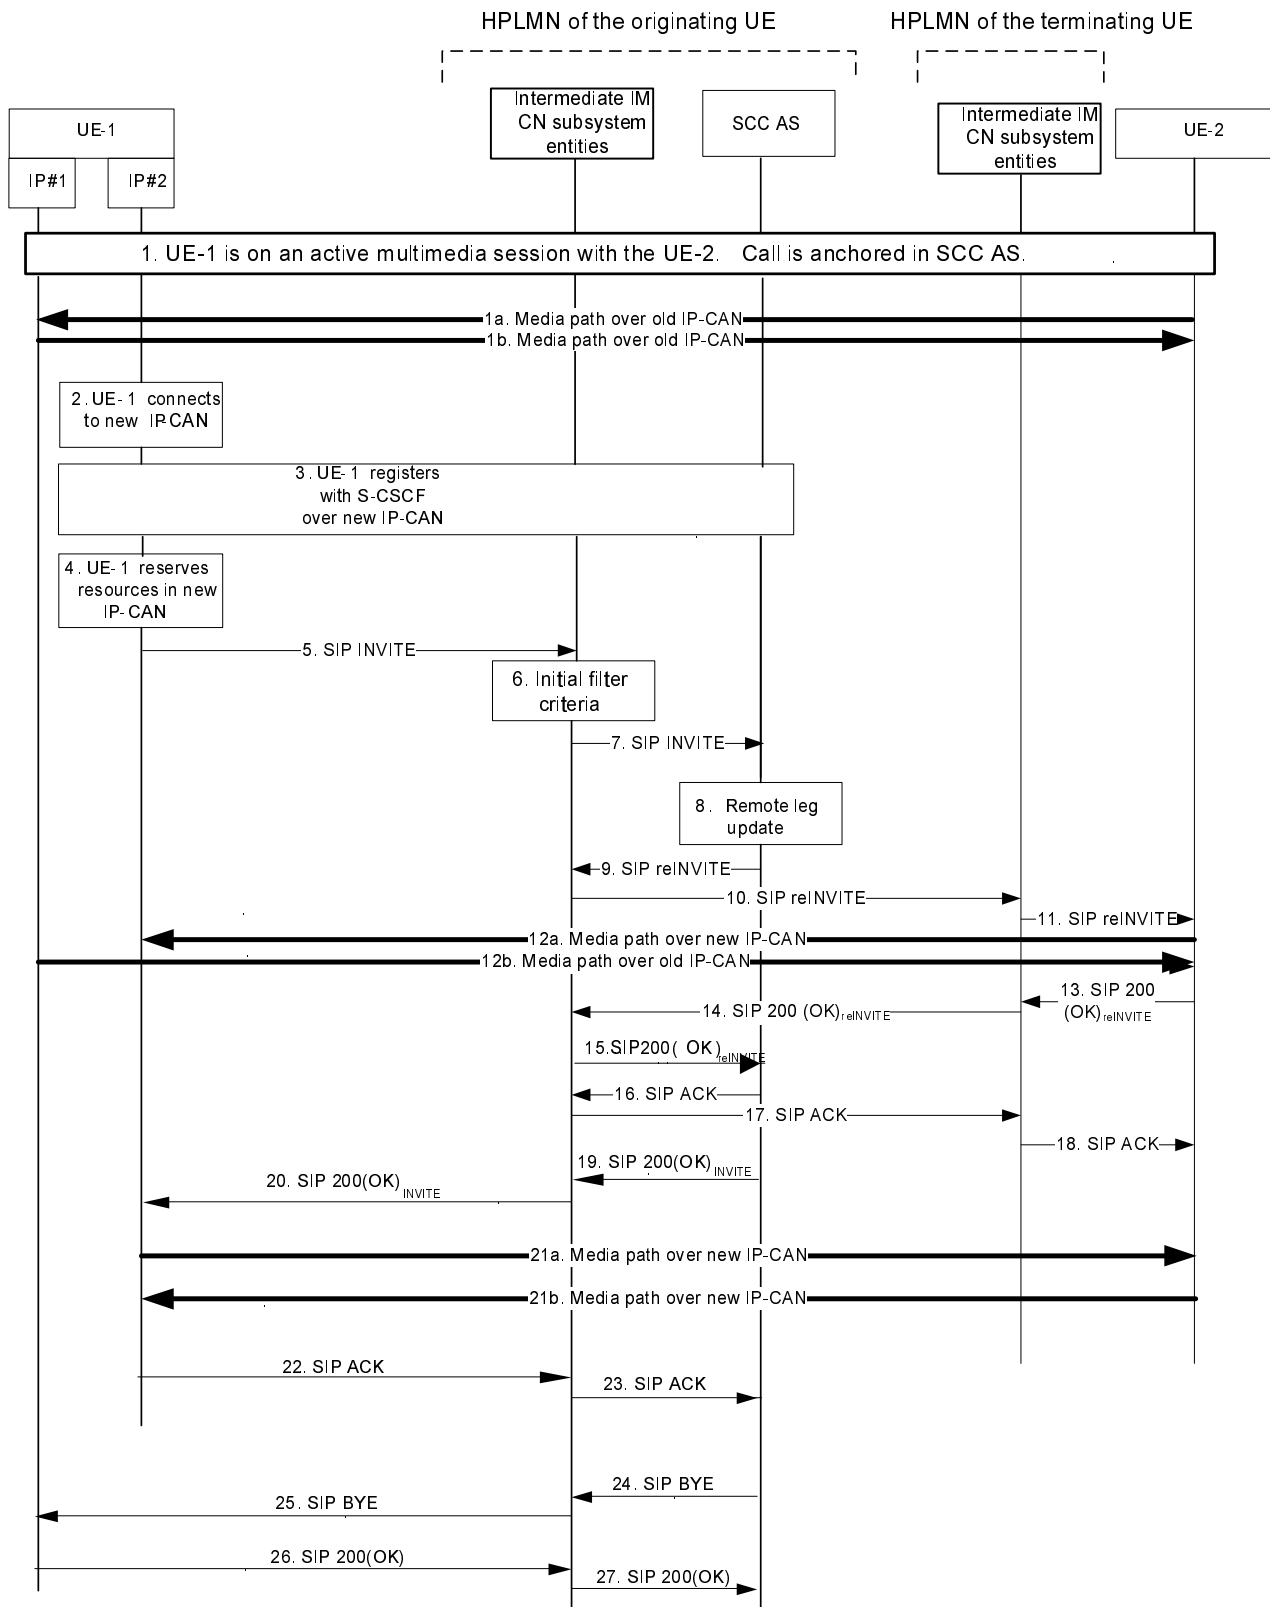 HPLMN of the originating UE
HPLMN of the terminating UE
UE-1
IP#1
IP#2
Intermediate IM
CN subsystem
entities
SCC AS
Intermediate IM
CN subsystem
entities
UE-2
1. UE-1 is on an active multimedia session with the UE-2. Call is anchored in SCC AS.
1a. Media path over old IP-CAN
1b. Media path over old IP-CAN
2. UE-1 connects
to new IP-CAN
3. UE-1 registers
with S-CSCF
over new IP-CAN
4. UE-1 reserves
resources in new
IP-CAN
5. SIP INVITE
6. Initial filter
criteria
7. SIP INVITE
8. Remote leg
update
9. SIP reINVITE
10. SIP reINVITE
11. SIP reINVITE
12a. Media path over new IP-CAN
12b. Media path over old IP-CAN
13. SIP 200
(OK)reINVITE
14. SIP 200 (OK)reINVITE
15.SIP200( OK)reINVITE
16. SIP ACK
17. SIP ACK
18. SIP ACK
19. SIP 200(OK)INVITE
20. SIP 200(OK)INVITE
21a. Media path over new IP-CAN
21b. Media path over new IP-CAN
22. SIP ACK
23. SIP ACK
24. SIP BYE
25. SIP BYE
26. SIP 200(OK)
27. SIP 200(OK)